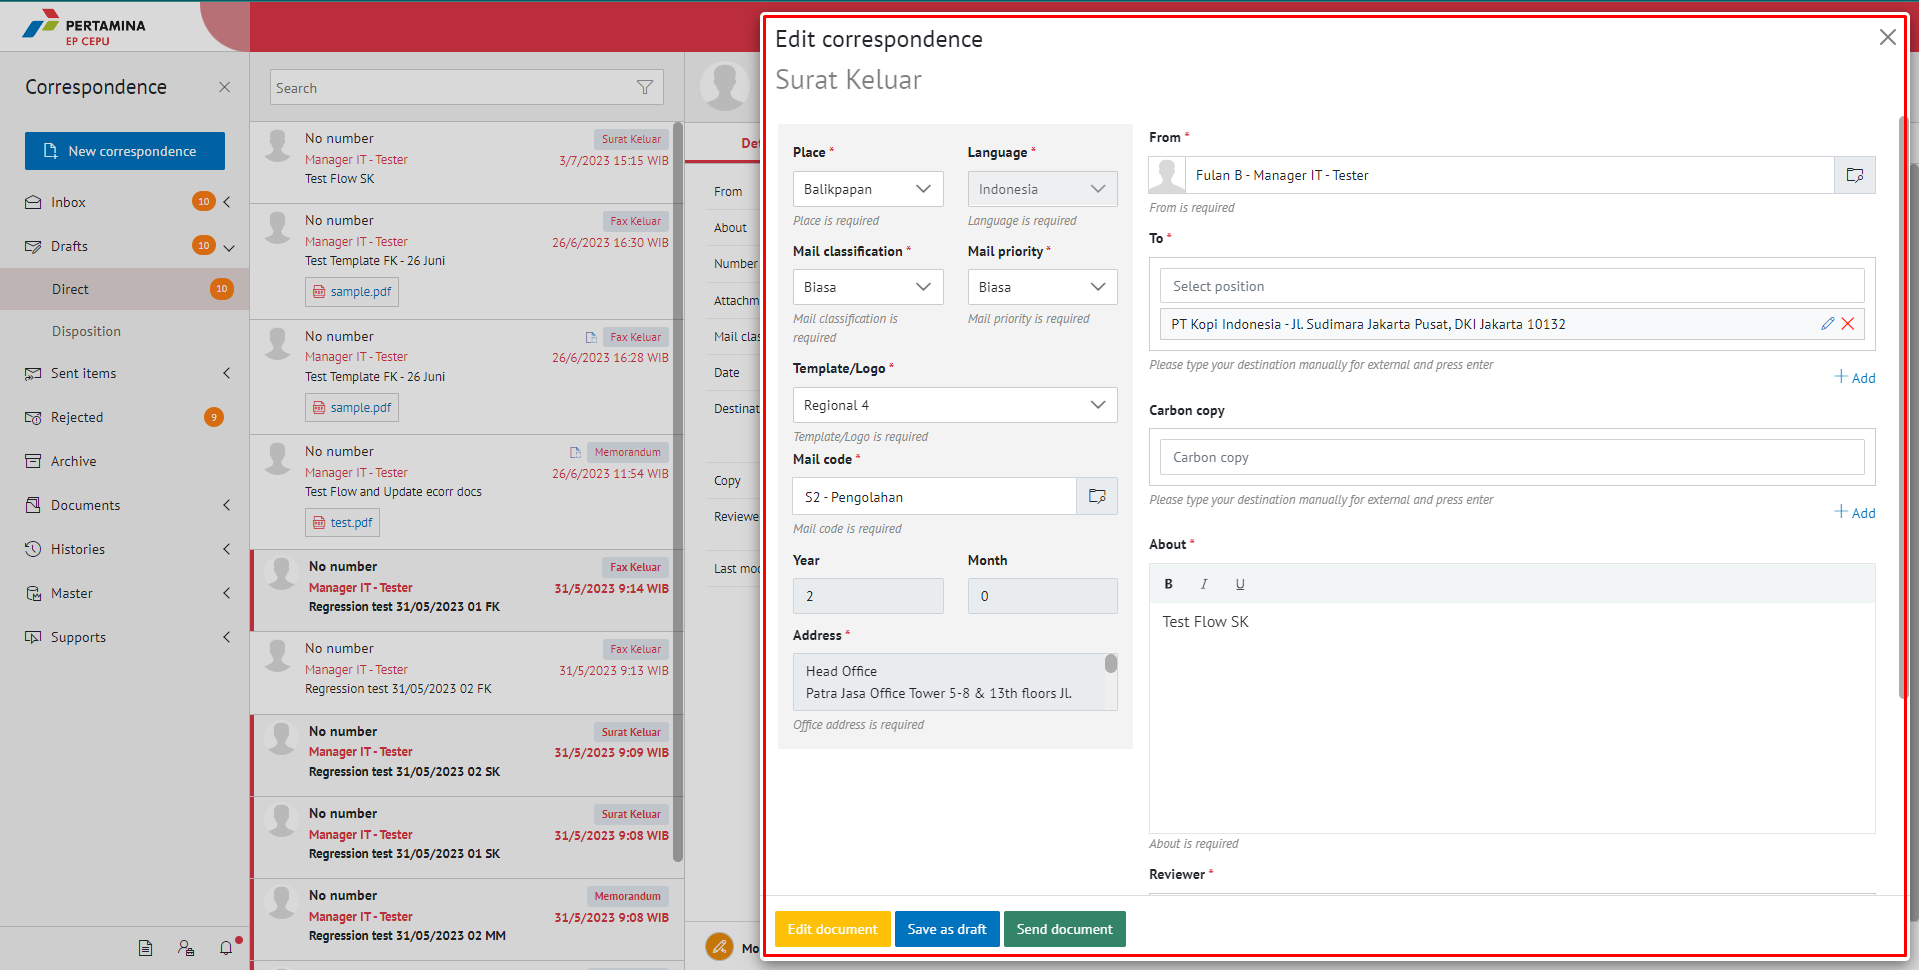 PERTAMINA
EP CEPU
Correspondence
New correspondence
Inbox 10
Drafts 10
Direct 10
Disposition
Sent items
Rejected 9
Archive
Documents
Histories
Master
Supports
Search
No number Surat Keluar
Manager IT - Tester 3/7/2023 15:15 WIB
Test Flow SK
No number Fax Keluar
Manager IT - Tester 26/6/2023 16:30 WIB
Test Template FK - 26 Juni
sample.pdf
No number Fax Keluar
Manager IT - Tester 26/6/2023 16:28 WIB
Test Template FK - 26 Juni
sample.pdf
No number Memorandum
Manager IT - Tester 26/6/2023 11:54 WIB
Test Flow and Update ecorr docs
test.pdf
No number Fax Keluar
Manager IT - Tester 31/5/2023 9:14 WIB
Regression test 31/05/2023 01 FK
No number Fax Keluar
Manager IT - Tester 31/5/2023 9:13 WIB
Regression test 31/05/2023 02 FK
No number Surat Keluar
Manager IT - Tester 31/5/2023 9:09 WIB
Regression test 31/05/2023 02 SK
No number Surat Keluar
Manager IT - Tester 31/5/2023 9:08 WIB
Regression test 31/05/2023 01 SK
No number Memorandum
Manager IT - Tester 31/5/2023 9:08 WIB
Regression test 31/05/2023 02 MM
Det
From
About
Number
Attachm
Mail clas
Date
Destinat
Copy
Reviewe
Last mod
Mo
Edit correspondence
Surat Keluar
Place * Language *
Balikpapan Indonesia
Place is required Language is required
Mail classification * Mail priority *
Biasa Biasa
Mail classification is Mail priority is required
required
Template/Logo *
Regional 4
Template/Logo is required
Mail code *
S2 - Pengolahan
Mail code is required
Year Month
2 0
Address *
Head Office
Patra Jasa Office Tower 5-8 & 13th floors Jl.
Office address is required
From *
Fulan B - Manager IT - Tester
From is required
To *
Select position
PT Kopi Indonesia - Jl. Sudimara Jakarta Pusat, DKI Jakarta 10132
Please type your destination manually for external and press enter
+ Add
Carbon copy
Carbon copy
Please type your destination manually for external and press enter
+ Add
About *
B I U
Test Flow SK
About is required
Reviewer *
Edit document Save as draft Send document